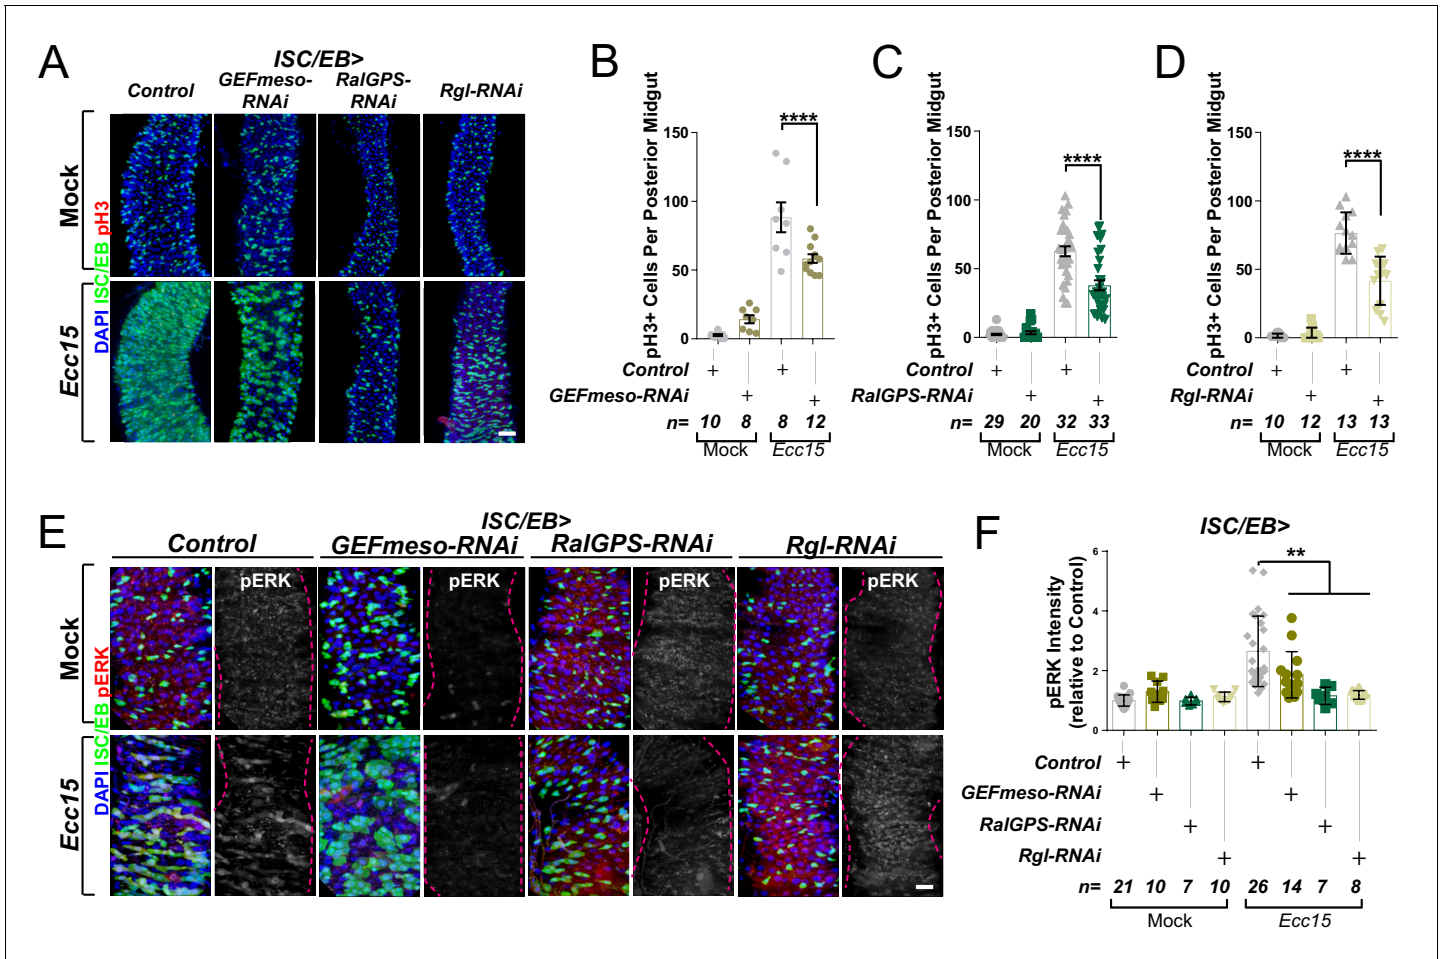 A
ISC/EB>
Control
GEFmeso-
RNAi
RalGPS-
RNAi
Rgl-RNAi
Mock
Ecc15
DAPI ISC/EB pH3
B
pH3+ Cells Per Posterior Midgut
150
100
50
0
****
Control + +
GEFmeso-RNAi + +
n= 10 8 8 12
Mock Ecc15
C
pH3+ Cells Per Posterior Midgut
150
100
50
0
****
Control + +
RalGPS-RNAi + +
n= 29 20 32 33
Mock Ecc15
D
pH3+ Cells Per Posterior Midgut
150
100
50
0
****
Control + +
Rgl-RNAi + +
n= 10 12 13 13
Mock Ecc15
E
ISC/EB>
Control GEFmeso-RNAi RalGPS-RNAi Rgl-RNAi
pERK pERK pERK pERK
Mock
Ecc15
DAPI ISC/EB pERK
F
ISC/EB>
pERK Intensity
(relative to Control)
6
4
2
0
**
Control + +
GEFmeso-RNAi + +
RalGPS-RNAi + +
Rgl-RNAi + +
n= 21 10 7 10 26 14 7 8
Mock Ecc15